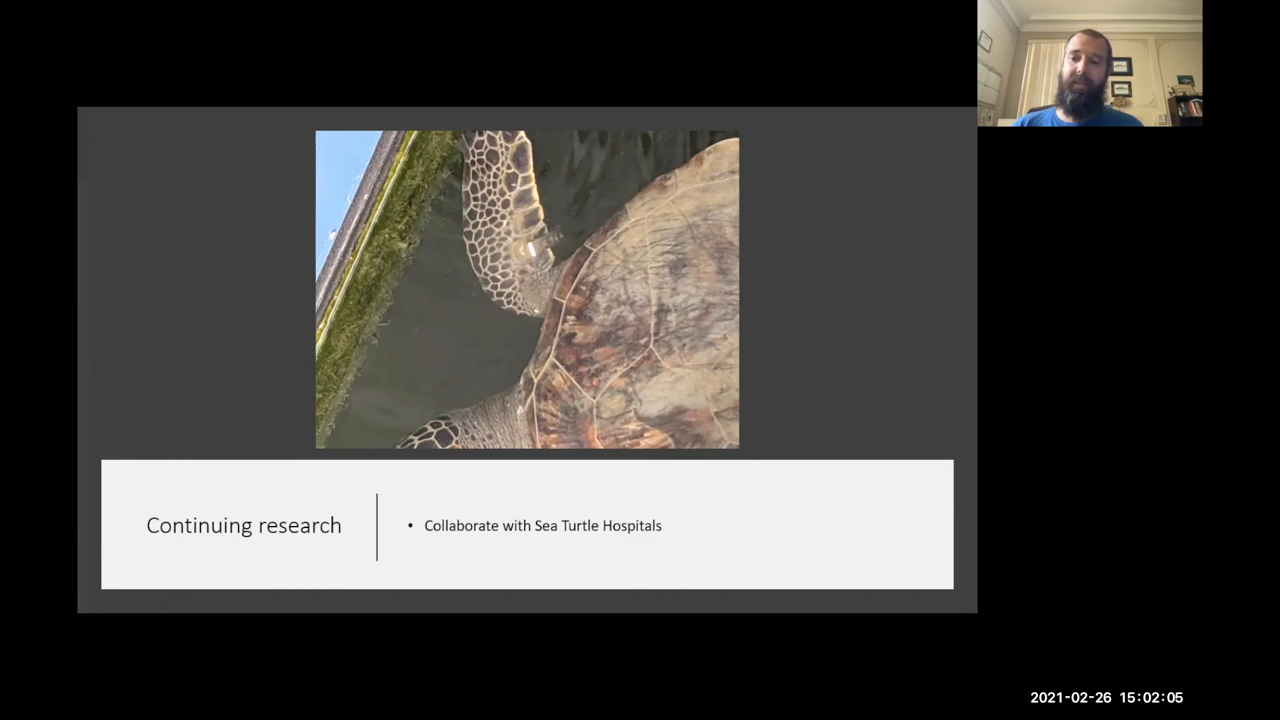 Continuing research
• Collaborate with Sea Turtle Hospitals
2021-02-26 15:02:05